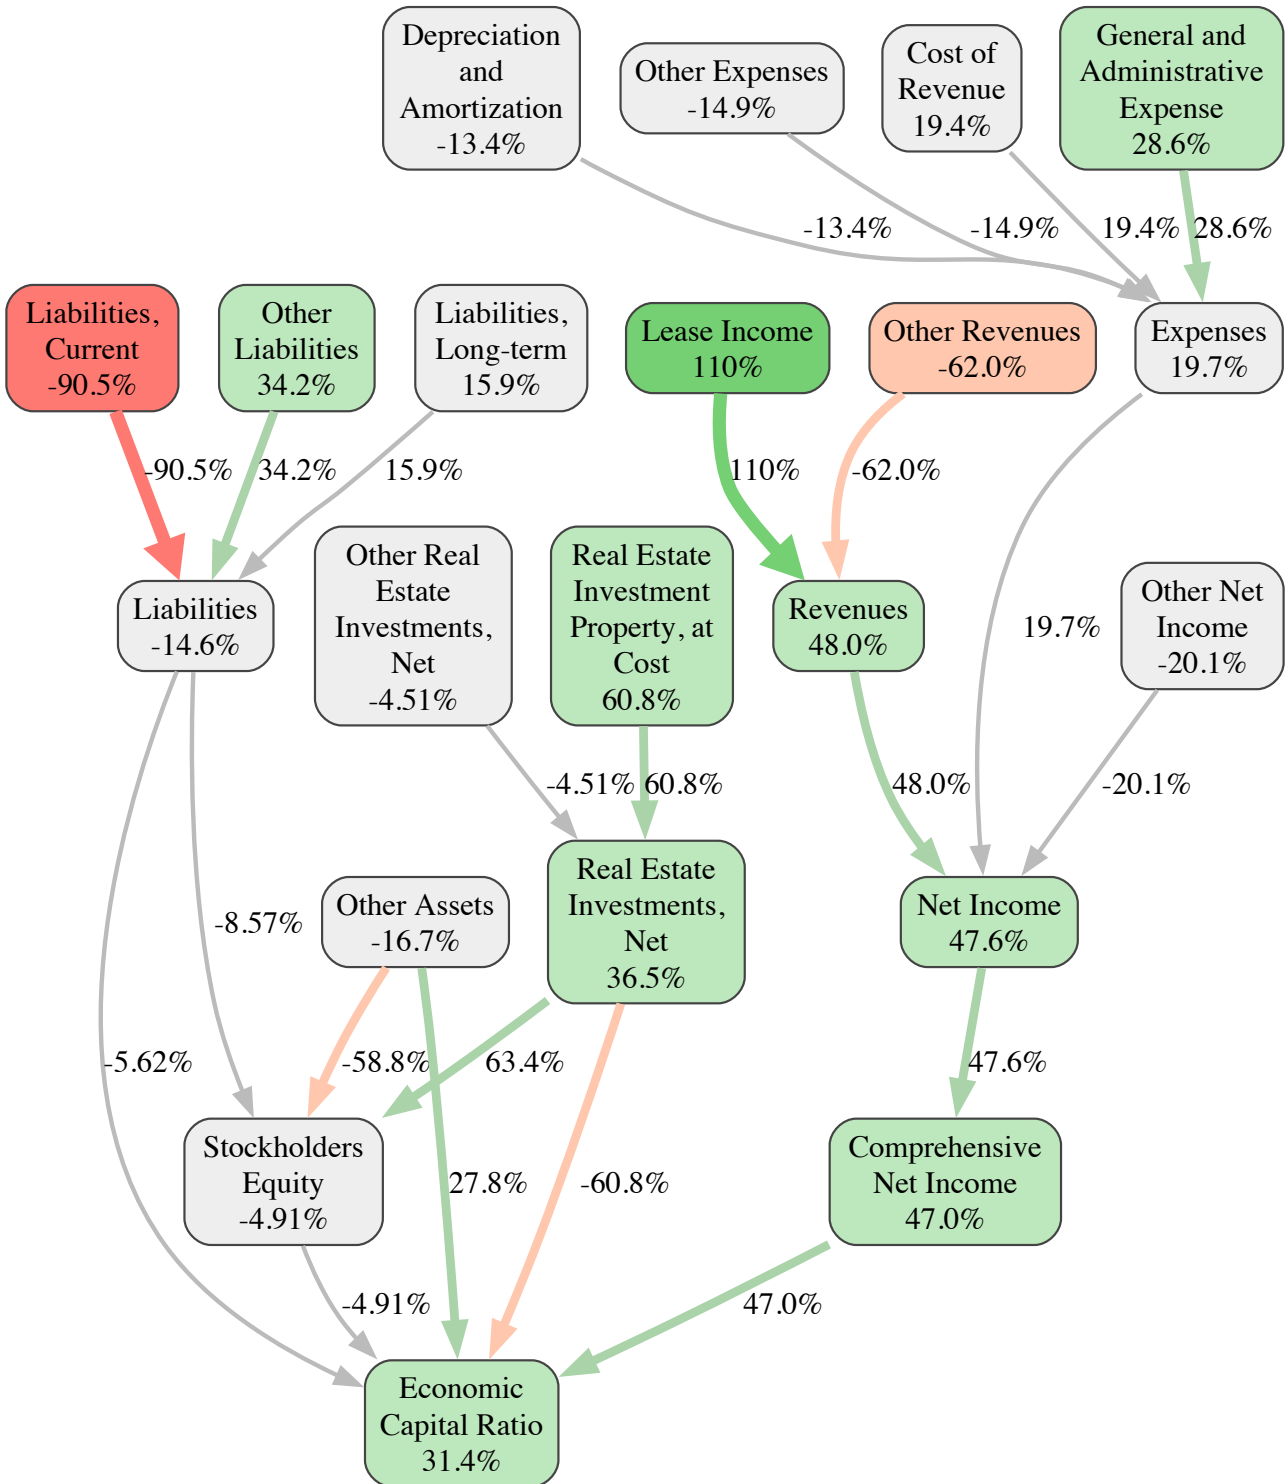 Depreciation
and
Amortization
-13.4%
Other Expenses
-14.9%
Cost of
Revenue
19.4%
General and
Administrative
Expense
28.6%
-13.4%
-14.9%
19.4%
28.6%
Liabilities,
Current
-90.5%
Other
Liabilities
34.2%
Liabilities,
Long-term
15.9%
Lease Income
110%
Other Revenues
-62.0%
Expenses
19.7%
-90.5%
34.2%
15.9%
110%
-62.0%
Liabilities
-14.6%
Other Real
Estate
Investments,
Net
-4.51%
Real Estate
Investment
Property, at
Cost
60.8%
Revenues
48.0%
19.7%
Other Net
Income
-20.1%
-4.51%
60.8%
48.0%
-20.1%
-8.57%
Other Assets
-16.7%
Real Estate
Investments,
Net
36.5%
Net Income
47.6%
-5.62%
-58.8%
63.4%
47.6%
Stockholders
Equity
-4.91%
27.8%
-60.8%
Comprehensive
Net Income
47.0%
-4.91%
47.0%
Economic
Capital Ratio
31.4%